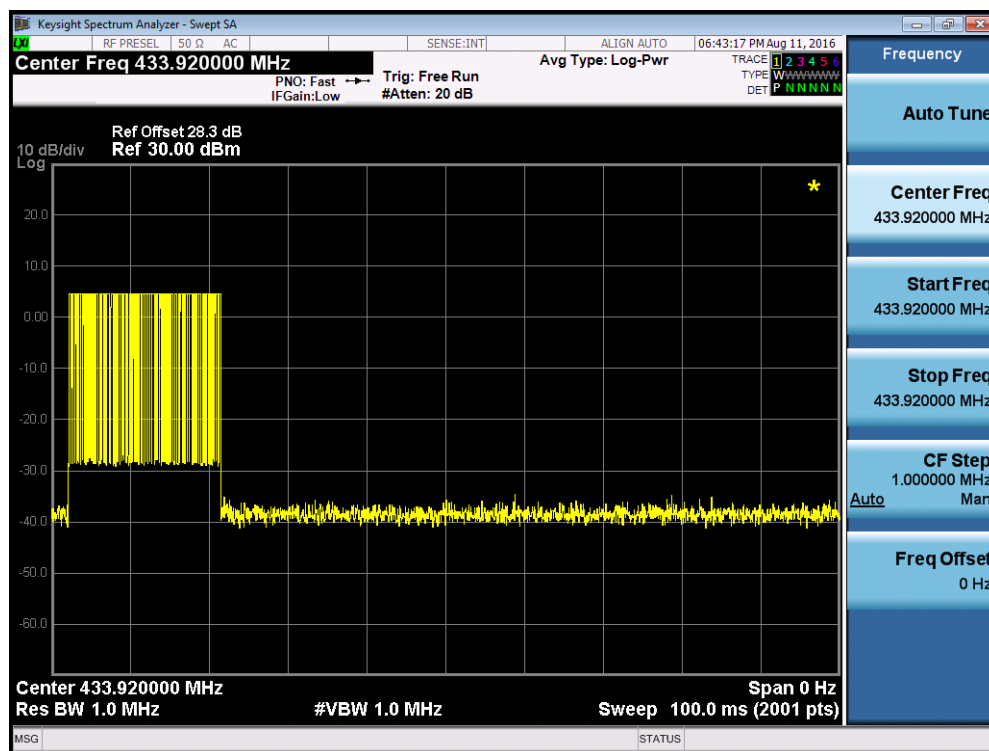 Keysight Spectrum Analyzer - Swept SA
LXI RF PRESEL 50 Ω AC SENSE:INT ALIGN AUTO 06:43:17 PM Aug 11, 2016
Center Freq 433.920000 MHz
PNO: Fast
IFGain:Low
Trig: Free Run
#Atten: 20 dB
Avg Type: Log-Pwr
TRACE 1 2 3 4 5 6
TYPE WWWWWW
DET P N N N N N
Ref Offset 28.3 dB
10 dB/div Ref 30.00 dBm
Log
20.0
10.0
0.00
-10.0
-20.0
-30.0
-40.0
-50.0
-60.0
Center 433.920000 MHz Span 0 Hz
Res BW 1.0 MHz #VBW 1.0 MHz Sweep 100.0 ms (2001 pts)
MSG STATUS
Frequency
Auto Tune
Center Freq
433.920000 MHz
Start Freq
433.920000 MHz
Stop Freq
433.920000 MHz
CF Step
1.000000 MHz
Auto Man
Freq Offset
0 Hz